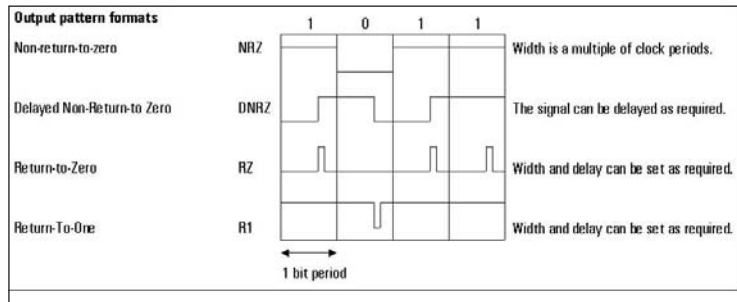 Output pattern formats
1 0 1 1
Non-return-to-zero NRZ Width is a multiple of clock periods.
Delayed Non-Return-to Zero DNRZ The signal can be delayed as required.
Return-to-Zero RZ Width and delay can be set as required.
Return-To-One R1 Width and delay can be set as required.
1 bit period